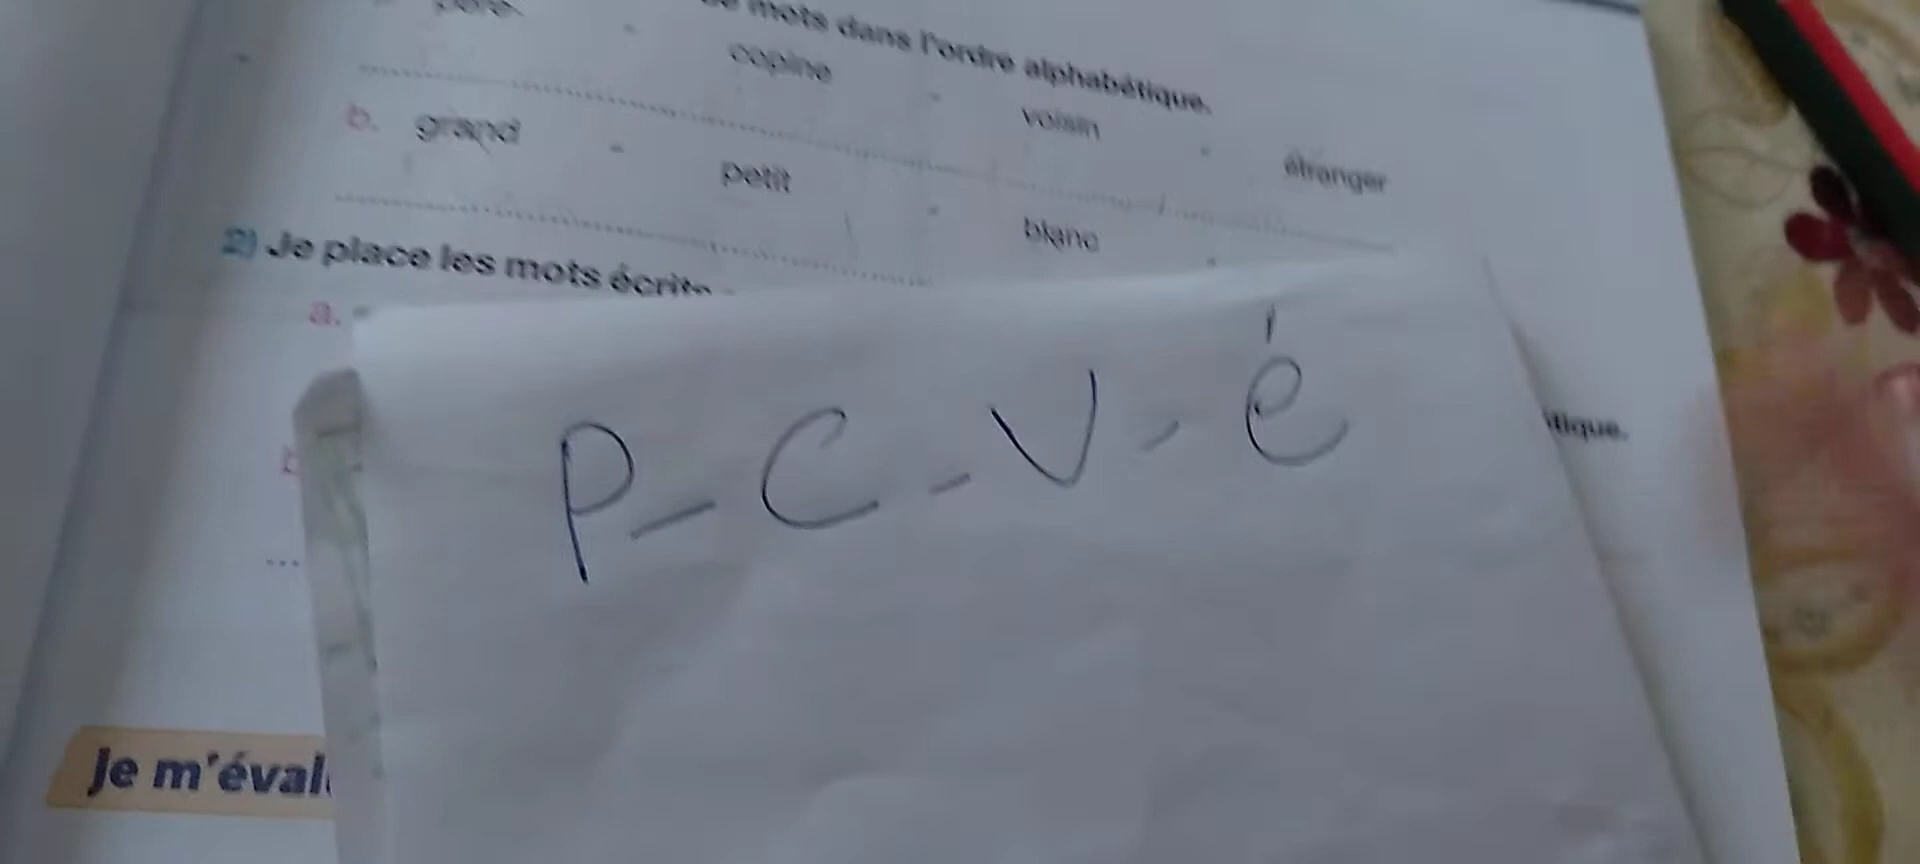 mots dans l'ordre alphabétique.
copine - voisin - étranger
b. grand - petit - blanc -
2) Je place les mots écrits
a.
tique.
P - C - V - é
Je m'éval